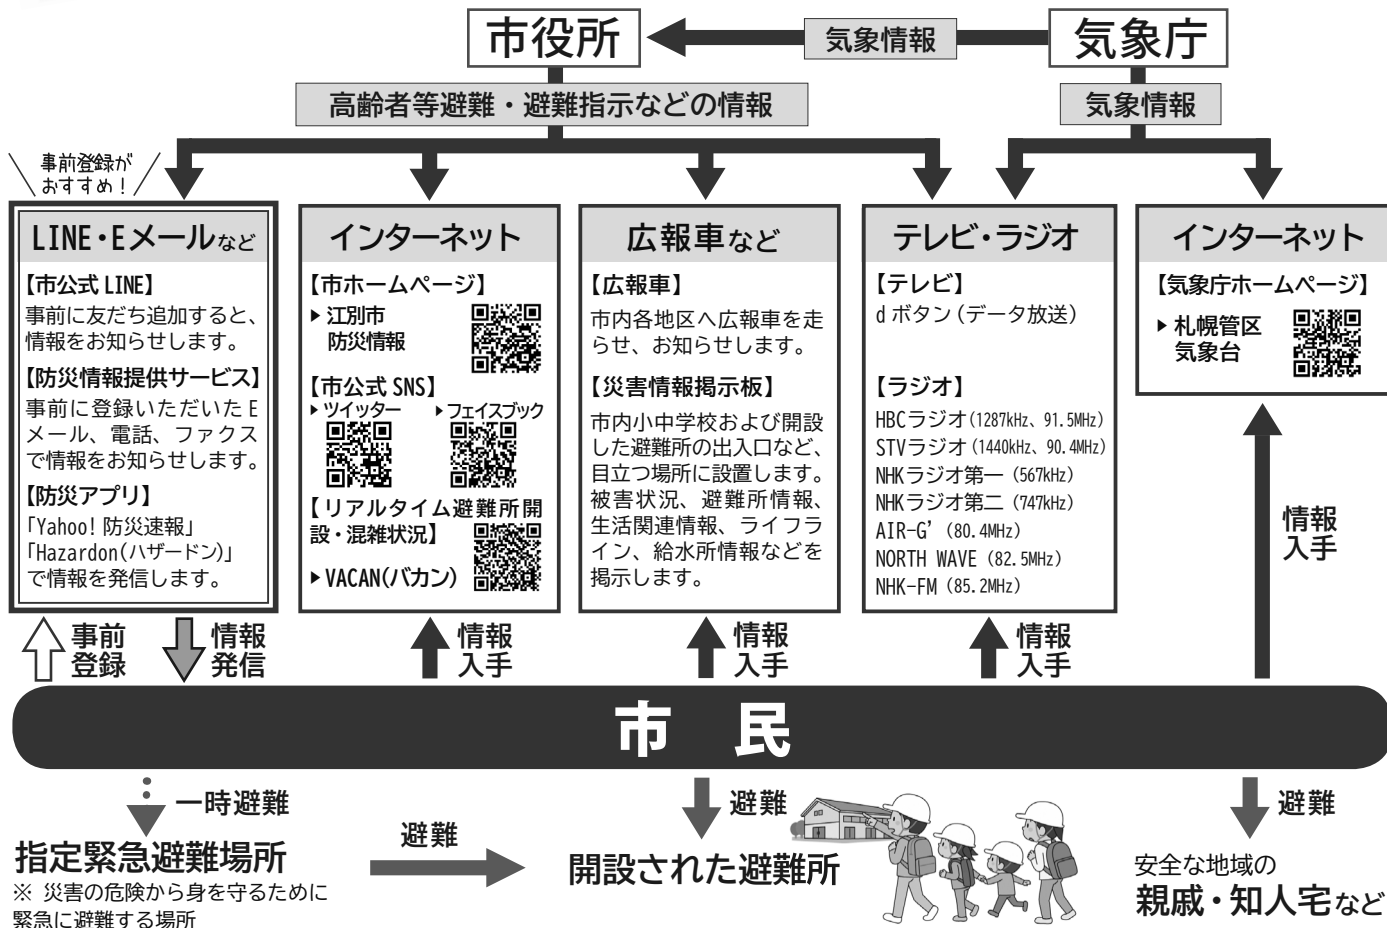 市役所
気象情報
気象庁
高齢者等避難・避難指示などの情報
気象情報
事前登録が
おすすめ!
LINE・Eメールなど
【市公式 LINE】
事前に友だち追加すると、
情報をお知らせします。
【防災情報提供サービス】
事前に登録いただいた E
メール、電話、ファクス
で情報をお知らせします。
【防災アプリ】
「Yahoo! 防災速報」
「Hazardon(ハザードン)」
で情報を発信します。
インターネット
【市ホームページ】
▶ 江別市
防災情報
【市公式 SNS】
▶ツイッター ▶フェイスブック
【リアルタイム避難所開
設・混雑状況】
▶ VACAN(バカン)
広報車など
【広報車】
市内各地区へ広報車を走
らせ、お知らせします。
【災害情報掲示板】
市内小中学校および開設
した避難所の出入口など、
目立つ場所に設置します。
被害状況、避難所情報、
生活関連情報、ライフラ
イン、給水所情報などを
掲示します。
テレビ・ラジオ
【テレビ】
d ボタン(データ放送)
【ラジオ】
HBCラジオ(1287kHz、91.5MHz)
STVラジオ(1440kHz、90.4MHz)
NHKラジオ第一(567kHz)
NHKラジオ第二(747kHz)
AIR-G'(80.4MHz)
NORTH WAVE(82.5MHz)
NHK-FM(85.2MHz)
インターネット
【気象庁ホームページ】
▶ 札幌管区
気象台
事前
登録
情報
発信
情報
入手
情報
入手
情報
入手
情報
入手
市 民
一時避難
避難
避難
避難
指定緊急避難場所
※ 災害の危険から身を守るために
緊急に避難する場所
開設された避難所
安全な地域の
親戚・知人宅など